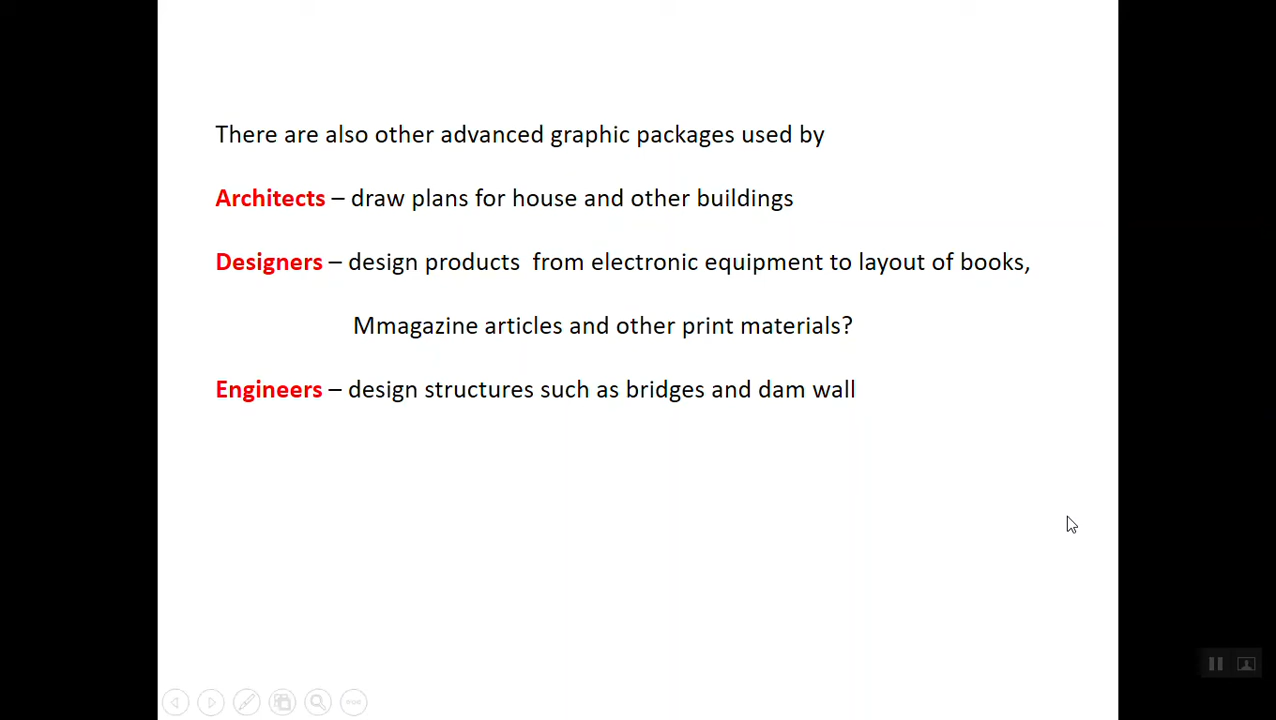 There are also other advanced graphic packages used by
Architects – draw plans for house and other buildings
Designers – design products  from electronic equipment to layout of books,
Mmagazine articles and other print materials?
Engineers – design structures such as bridges and dam wall